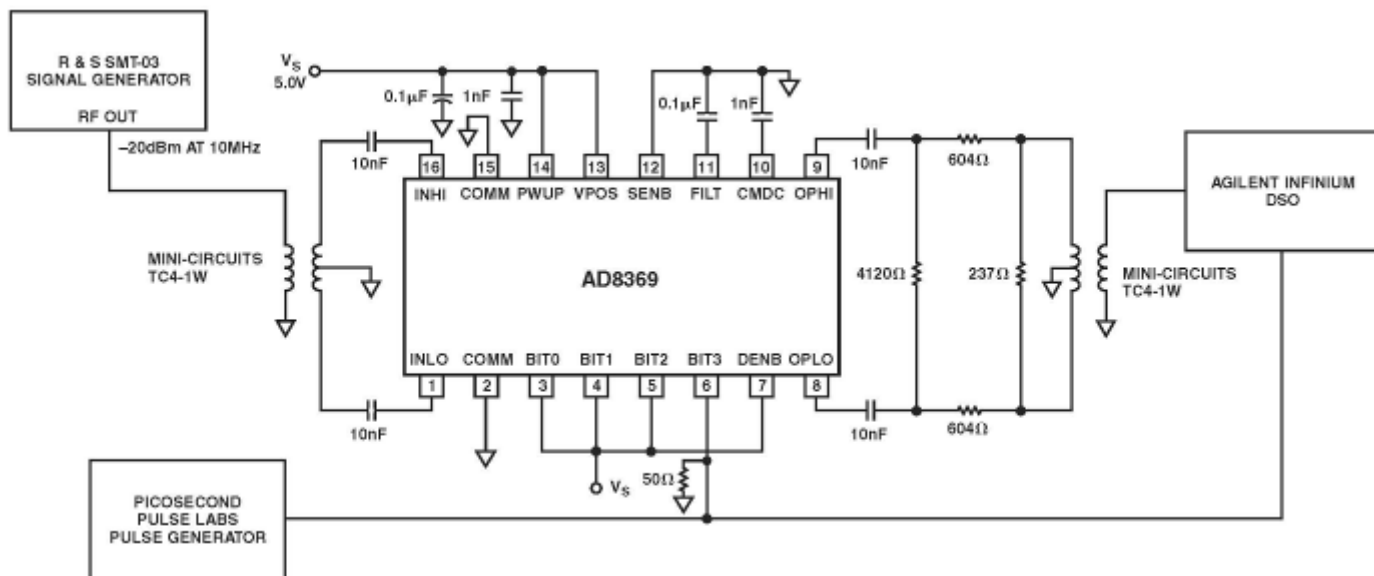 R & S SMT-03
SIGNAL GENERATOR
RF OUT
–20dBm AT 10MHz
VS
5.0V
0.1µF
1nF
0.1µF
1nF
10nF
10nF
604Ω
16
15
14
13
12
11
10
9
INHI
COMM
PWUP
VPOS
SENB
FILT
CMDC
OPHI
AGILENT INFINIUM
DSO
MINI-CIRCUITS
TC4-1W
AD8369
4120Ω
237Ω
MINI-CIRCUITS
TC4-1W
INLO
COMM
BIT0
BIT1
BIT2
BIT3
DENB
OPLO
1
2
3
4
5
6
7
8
10nF
10nF
604Ω
50Ω
VS
PICOSECOND
PULSE LABS
PULSE GENERATOR